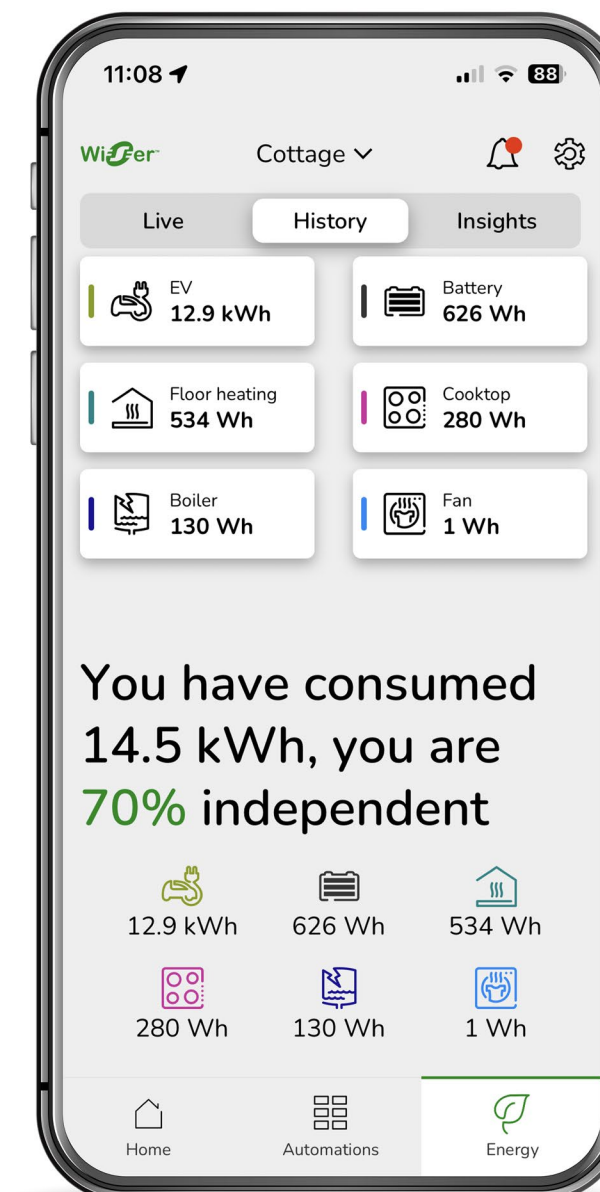 11:08
88
Wiser™
Cottage
Live History Insights
EV
12.9 kWh
Battery
626 Wh
Floor heating
534 Wh
Cooktop
280 Wh
Boiler
130 Wh
Fan
1 Wh
You have consumed
14.5 kWh, you are
70% independent
12.9 kWh 626 Wh 534 Wh
280 Wh 130 Wh 1 Wh
Home Automations Energy